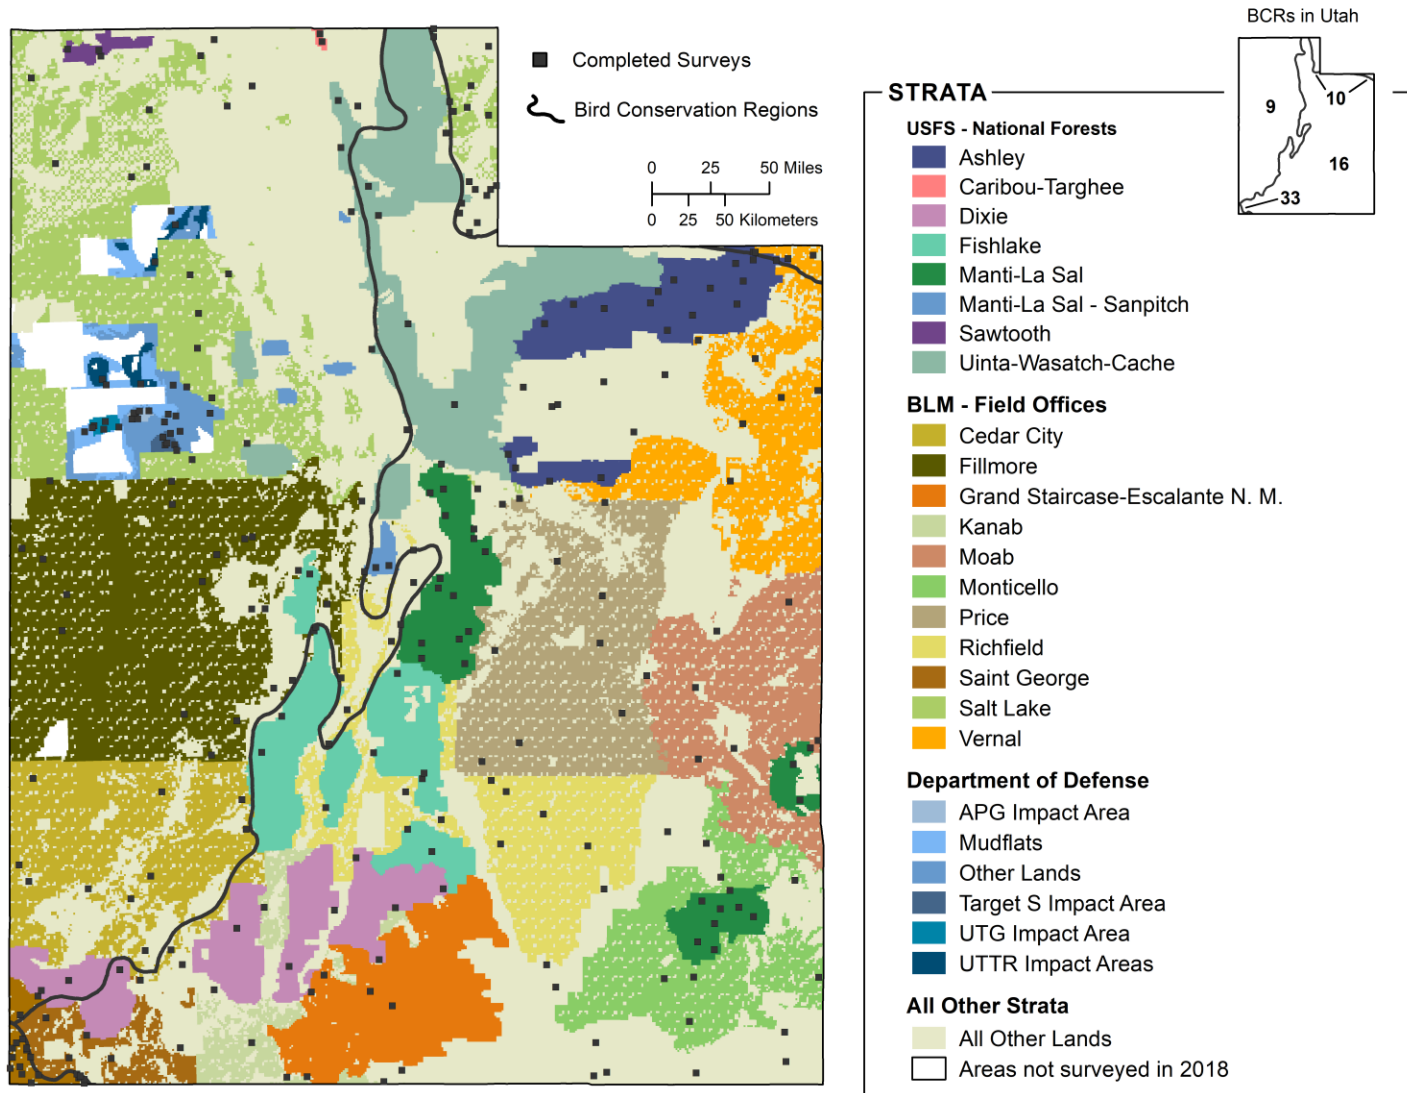 Completed Surveys
Bird Conservation Regions
0 25 50 Miles
0 25 50 Kilometers
BCRs in Utah
9
10
16
33
STRATA
USFS - National Forests
Ashley
Caribou-Targhee
Dixie
Fishlake
Manti-La Sal
Manti-La Sal - Sanpitch
Sawtooth
Uinta-Wasatch-Cache
BLM - Field Offices
Cedar City
Fillmore
Grand Staircase-Escalante N. M.
Kanab
Moab
Monticello
Price
Richfield
Saint George
Salt Lake
Vernal
Department of Defense
APG Impact Area
Mudflats
Other Lands
Target S Impact Area
UTG Impact Area
UTTR Impact Areas
All Other Strata
All Other Lands
Areas not surveyed in 2018